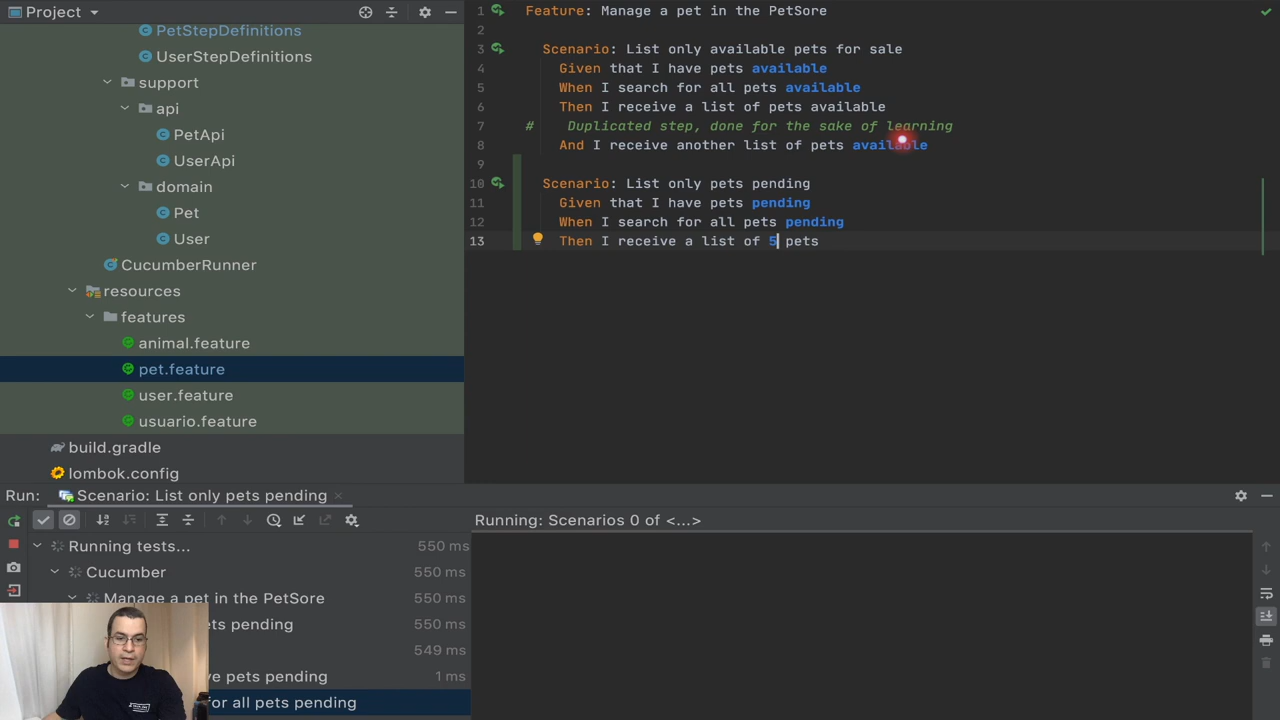 Project
PetStepDefinitions
UserStepDefinitions
support
api
PetApi
UserApi
domain
Pet
User
CucumberRunner
resources
features
animal.feature
pet.feature
user.feature
usuario.feature
build.gradle
lombok.config
1 Feature: Manage a pet in the PetSore
2
3 Scenario: List only available pets for sale
4 Given that I have pets available
5 When I search for all pets available
6 Then I receive a list of pets available
7 # Duplicated step, done for the sake of learning
8 And I receive another list of pets available
9
10 Scenario: List only pets pending
11 Given that I have pets pending
12 When I search for all pets pending
13 Then I receive a list of 5 pets
Run: Scenario: List only pets pending
Running: Scenarios 0 of <...>
Running tests... 550 ms
Cucumber 550 ms
Manage a pet in the PetSore 550 ms
ets pending 550 ms
549 ms
ve pets pending 1 ms
for all pets pending